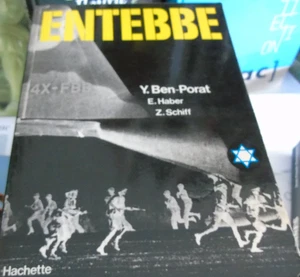 ENTEBBE
4X-FBB
Y. Ben-Porat
E. Haber
Z. Schiff
Hachette